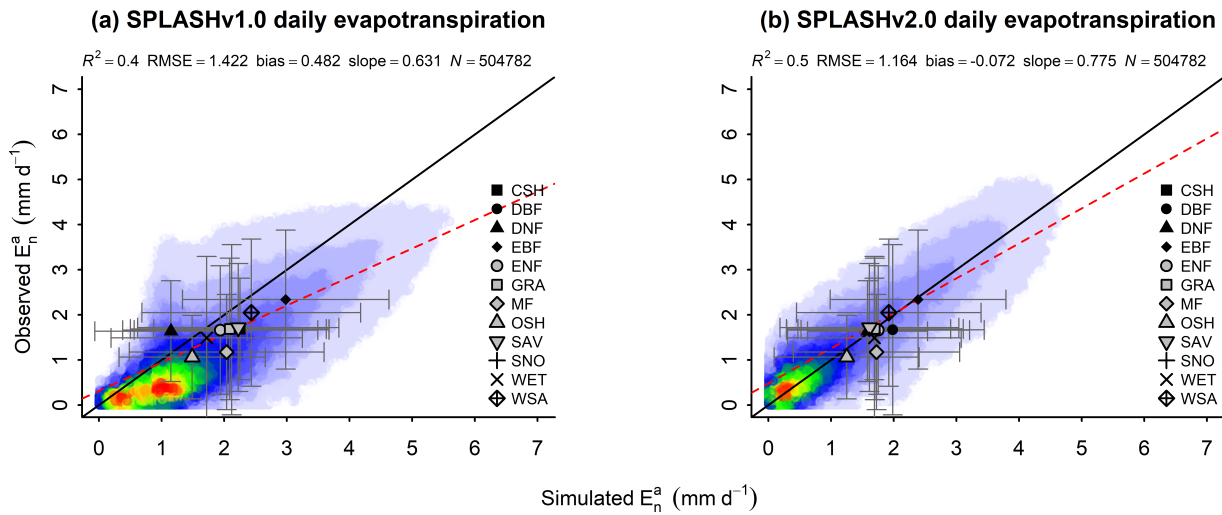 (a) SPLASHv1.0 daily evapotranspiration
R² = 0.4 RMSE = 1.422 bias = 0.482 slope = 0.631 N = 504782
Observed E_n^a (mm d⁻¹)
7
6
5
4
3
2
1
0
0 1 2 3 4 5 6 7
CSH
DBF
DNF
EBF
ENF
GRA
MF
OSH
SAV
SNO
WET
WSA
(b) SPLASHv2.0 daily evapotranspiration
R² = 0.5 RMSE = 1.164 bias = -0.072 slope = 0.775 N = 504782
7
6
5
4
3
2
1
0
0 1 2 3 4 5 6 7
CSH
DBF
DNF
EBF
ENF
GRA
MF
OSH
SAV
SNO
WET
WSA
Simulated E_n^a (mm d⁻¹)